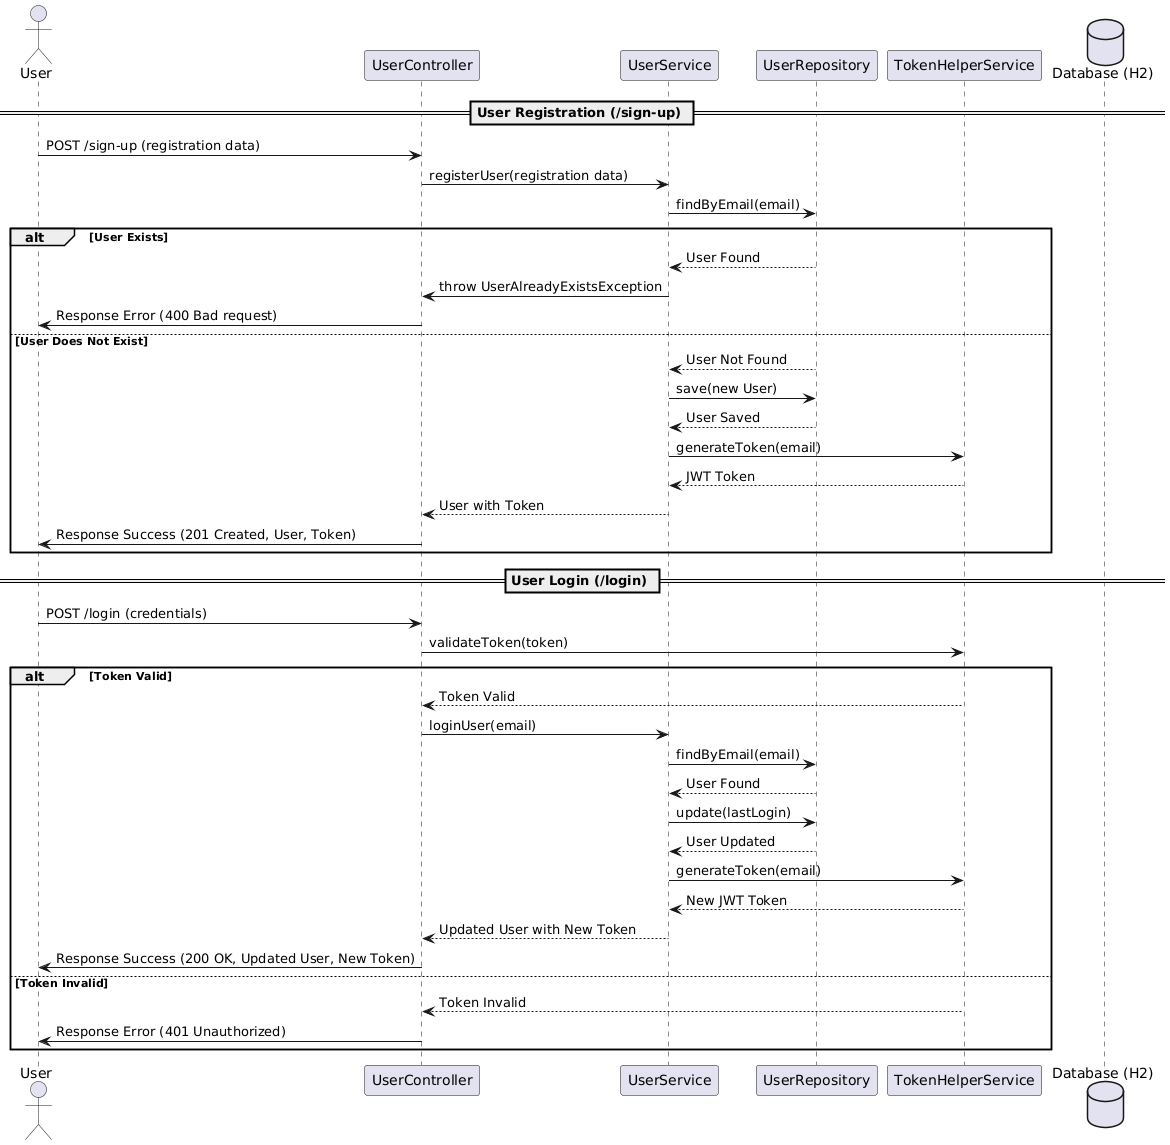 User
UserController
UserService
UserRepository
TokenHelperService
Database (H2)
User Registration (/sign-up)
POST /sign-up (registration data)
registerUser(registration data)
findByEmail(email)
alt
[User Exists]
User Found
throw UserAlreadyExistsException
Response Error (400 Bad request)
[User Does Not Exist]
User Not Found
save(new User)
User Saved
generateToken(email)
JWT Token
User with Token
Response Success (201 Created, User, Token)
User Login (/login)
POST /login (credentials)
validateToken(token)
alt
[Token Valid]
Token Valid
loginUser(email)
findByEmail(email)
User Found
update(lastLogin)
User Updated
generateToken(email)
New JWT Token
Updated User with New Token
Response Success (200 OK, Updated User, New Token)
[Token Invalid]
Token Invalid
Response Error (401 Unauthorized)
User
UserController
UserService
UserRepository
TokenHelperService
Database (H2)